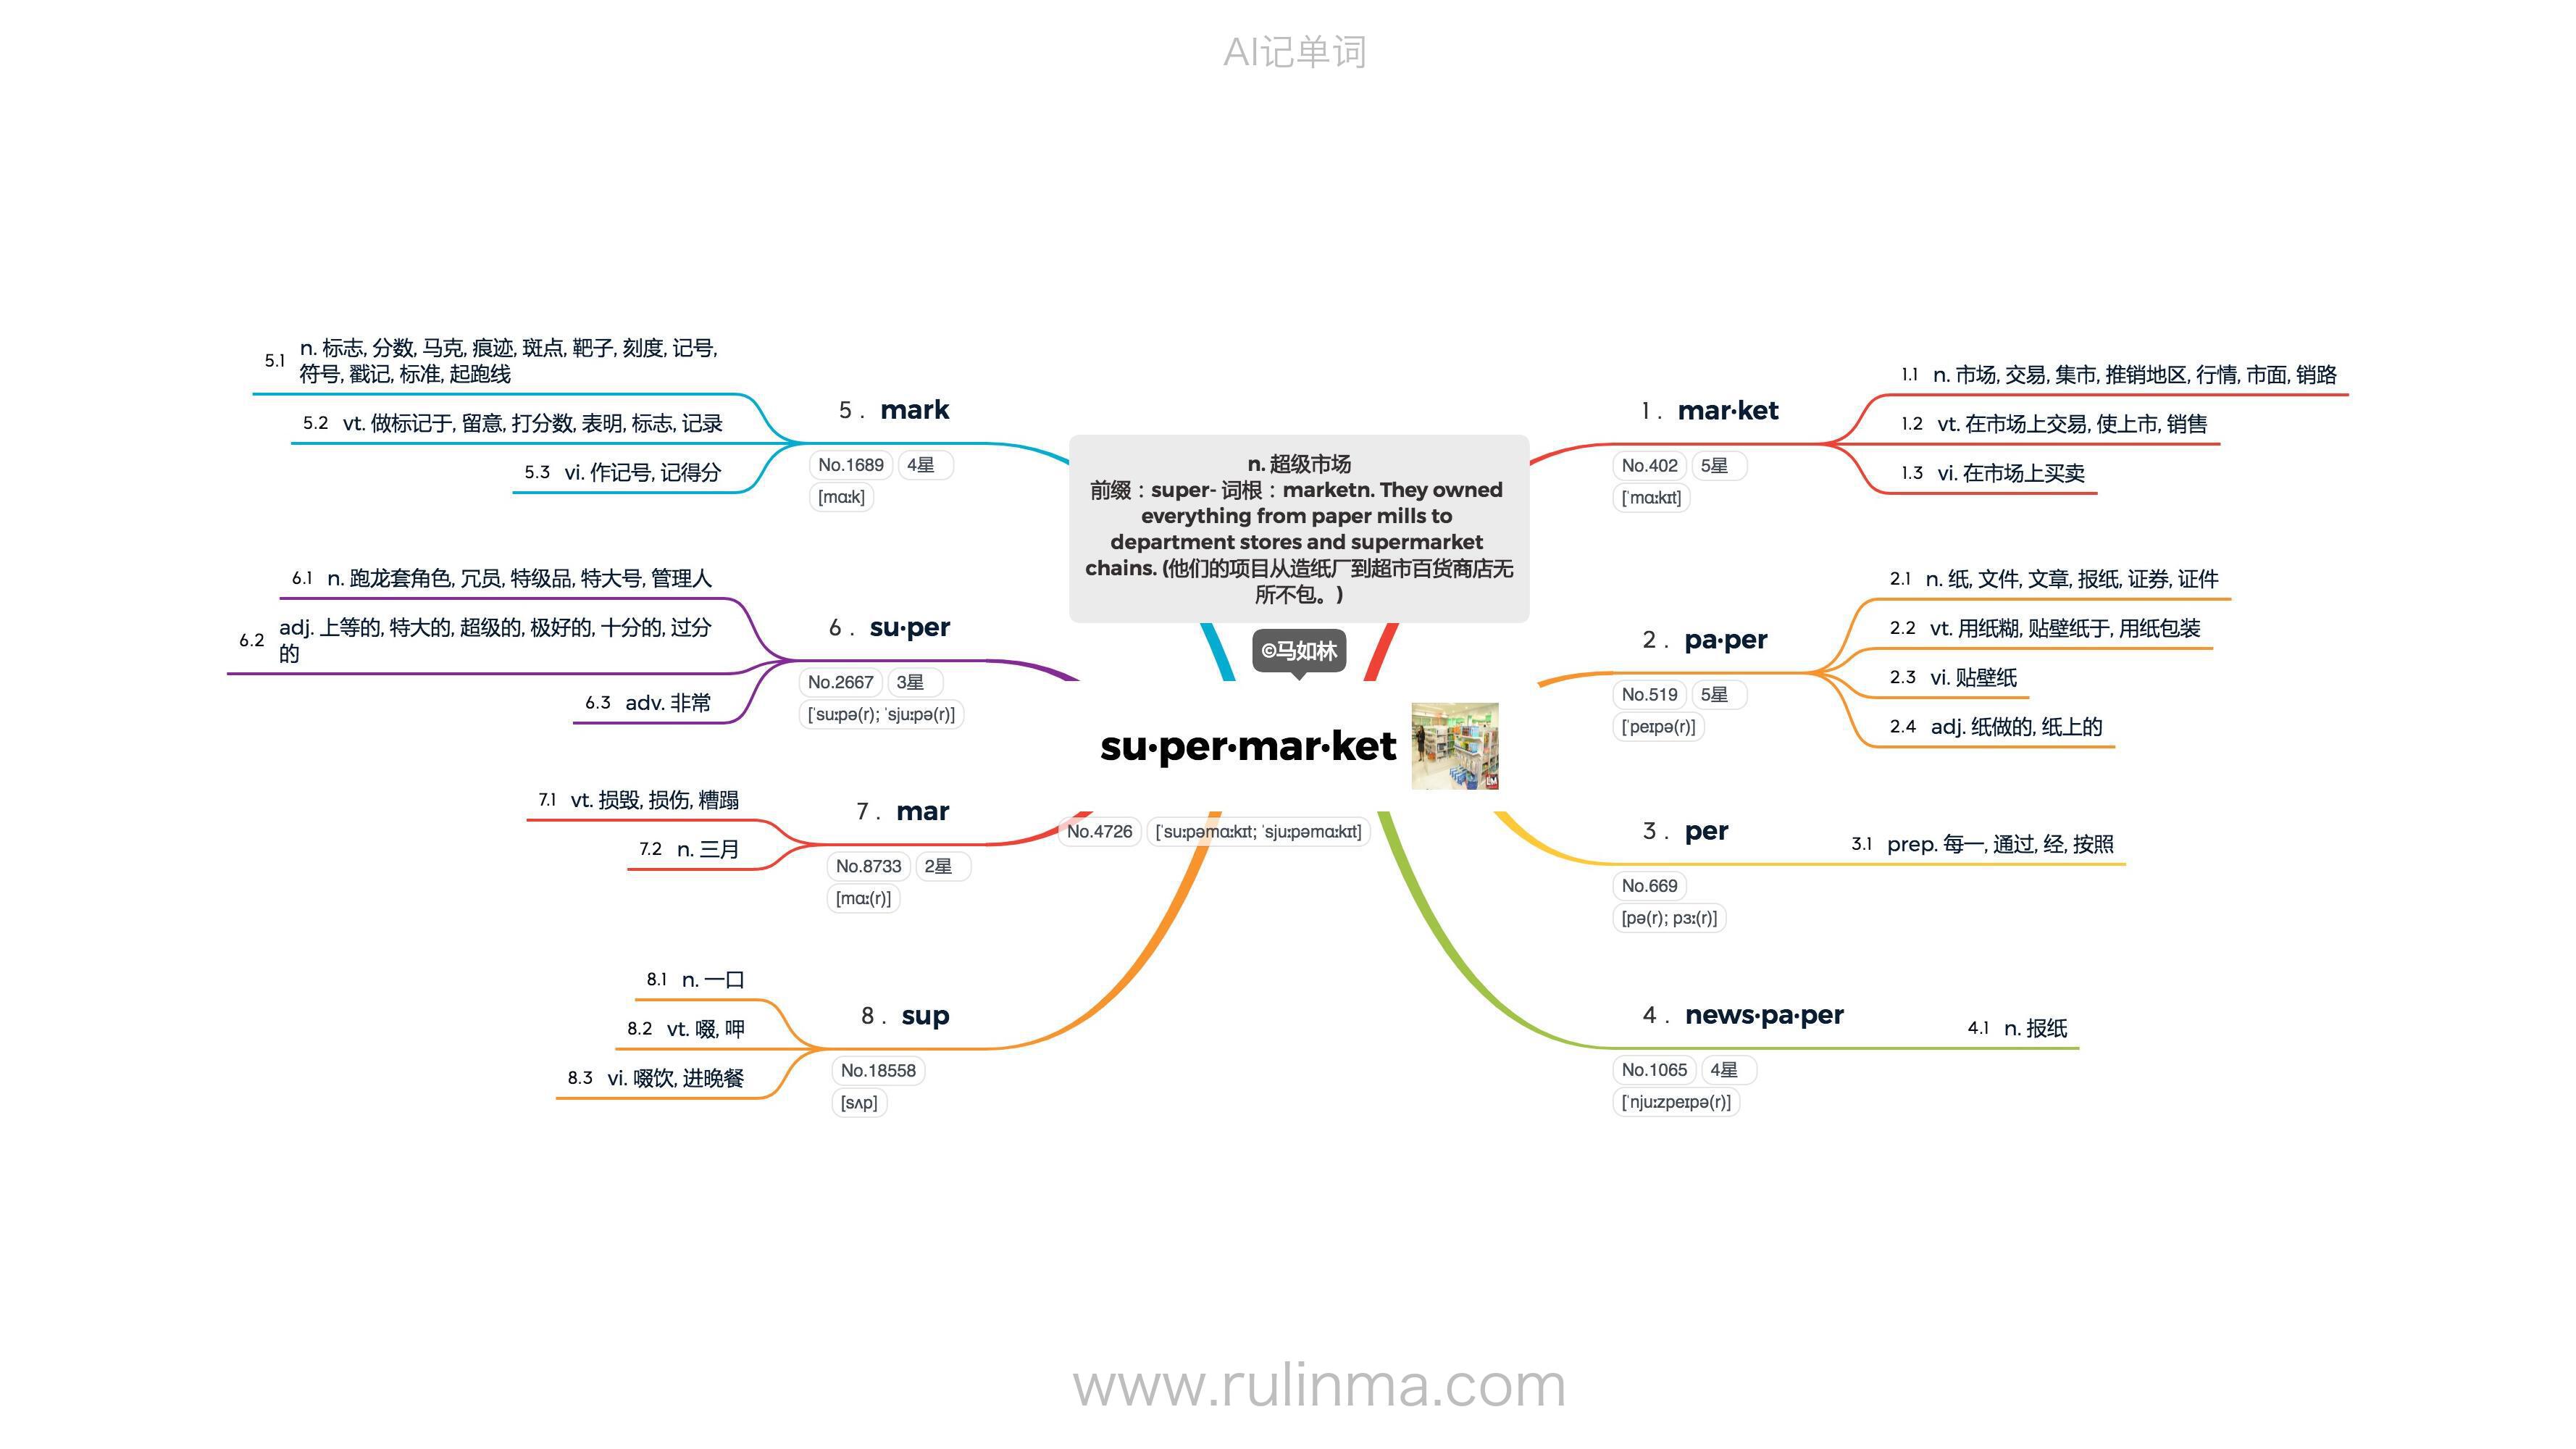 AI记单词
n. 超级市场
前缀：super- 词根：marketn. They owned
everything from paper mills to
department stores and supermarket
chains. (他们的项目从造纸厂到超市百货商店无
所不包。)
©马如林
su·per·mar·ket
No.4726 [ˈsuːpəmɑːkɪt; ˈsjuːpəmɑːkɪt]
1 . mar·ket
No.402 5星
[ˈmɑːkɪt]
1.1 n. 市场, 交易, 集市, 推销地区, 行情, 市面, 销路
1.2 vt. 在市场上交易, 使上市, 销售
1.3 vi. 在市场上买卖
2 . pa·per
No.519 5星
[ˈpeɪpə(r)]
2.1 n. 纸, 文件, 文章, 报纸, 证券, 证件
2.2 vt. 用纸糊, 贴壁纸于, 用纸包装
2.3 vi. 贴壁纸
2.4 adj. 纸做的, 纸上的
3 . per
No.669
[pə(r); pɜː(r)]
3.1 prep. 每一, 通过, 经, 按照
4 . news·pa·per
No.1065 4星
[ˈnjuːzpeɪpə(r)]
4.1 n. 报纸
5 . mark
No.1689 4星
[mɑːk]
5.1 n. 标志, 分数, 马克, 痕迹, 斑点, 靶子, 刻度, 记号,
符号, 戳记, 标准, 起跑线
5.2 vt. 做标记于, 留意, 打分数, 表明, 标志, 记录
5.3 vi. 作记号, 记得分
6 . su·per
No.2667 3星
[ˈsuːpə(r); ˈsjuːpə(r)]
6.1 n. 跑龙套角色, 冗员, 特级品, 特大号, 管理人
6.2 adj. 上等的, 特大的, 超级的, 极好的, 十分的, 过分
的
6.3 adv. 非常
7 . mar
No.8733 2星
[mɑː(r)]
7.1 vt. 损毁, 损伤, 糟蹋
7.2 n. 三月
8 . sup
No.18558
[sʌp]
8.1 n. 一口
8.2 vt. 啜, 呷
8.3 vi. 啜饮, 进晚餐
www.rulinma.com